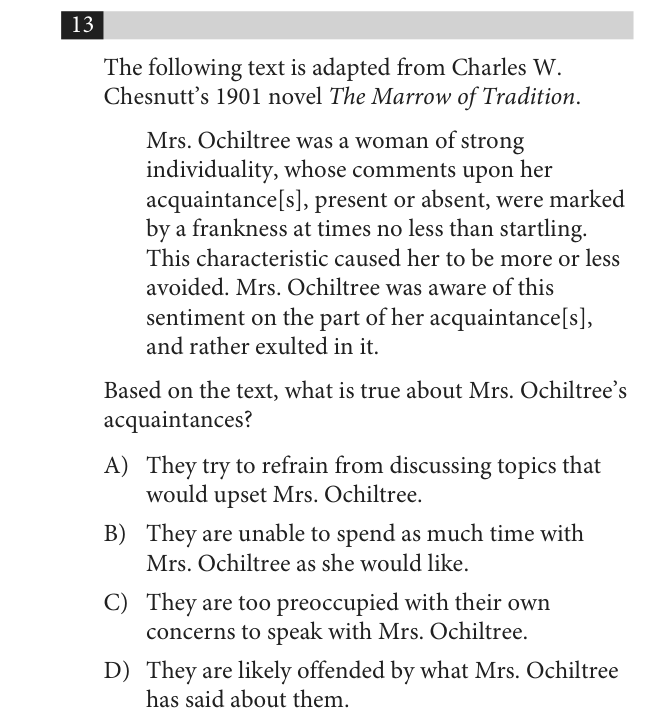 13
The following text is adapted from Charles W.
Chesnutt’s 1901 novel The Marrow of Tradition.
Mrs. Ochiltree was a woman of strong
individuality, whose comments upon her
acquaintance[s], present or absent, were marked
by a frankness at times no less than startling.
This characteristic caused her to be more or less
avoided. Mrs. Ochiltree was aware of this
sentiment on the part of her acquaintance[s],
and rather exulted in it.
Based on the text, what is true about Mrs. Ochiltree’s
acquaintances?
A) They try to refrain from discussing topics that
would upset Mrs. Ochiltree.
B) They are unable to spend as much time with
Mrs. Ochiltree as she would like.
C) They are too preoccupied with their own
concerns to speak with Mrs. Ochiltree.
D) They are likely offended by what Mrs. Ochiltree
has said about them.